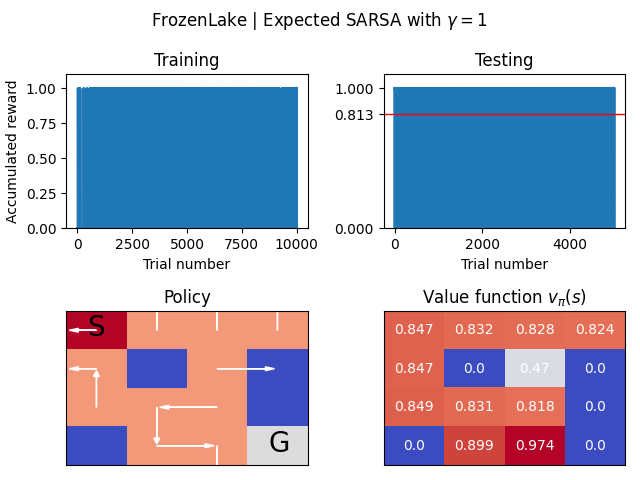 FrozenLake | Expected SARSA with γ = 1
Training
Accumulated reward
1.00
0.75
0.50
0.25
0.00
0 2500 5000 7500 10000
Trial number
Testing
1.000
0.813
0.000
0 2000 4000
Trial number
Policy
S
G
Value function vπ(s)
0.847 0.832 0.828 0.824
0.847 0.0 0.47 0.0
0.849 0.831 0.818 0.0
0.0 0.899 0.974 0.0